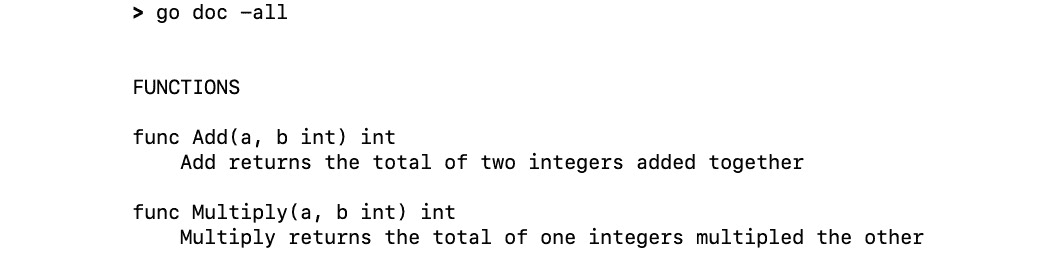 > go doc –all
FUNCTIONS
func Add(a, b int) int
Add returns the total of two integers added together
func Multiply(a, b int) int
Multiply returns the total of one integers multipled the other